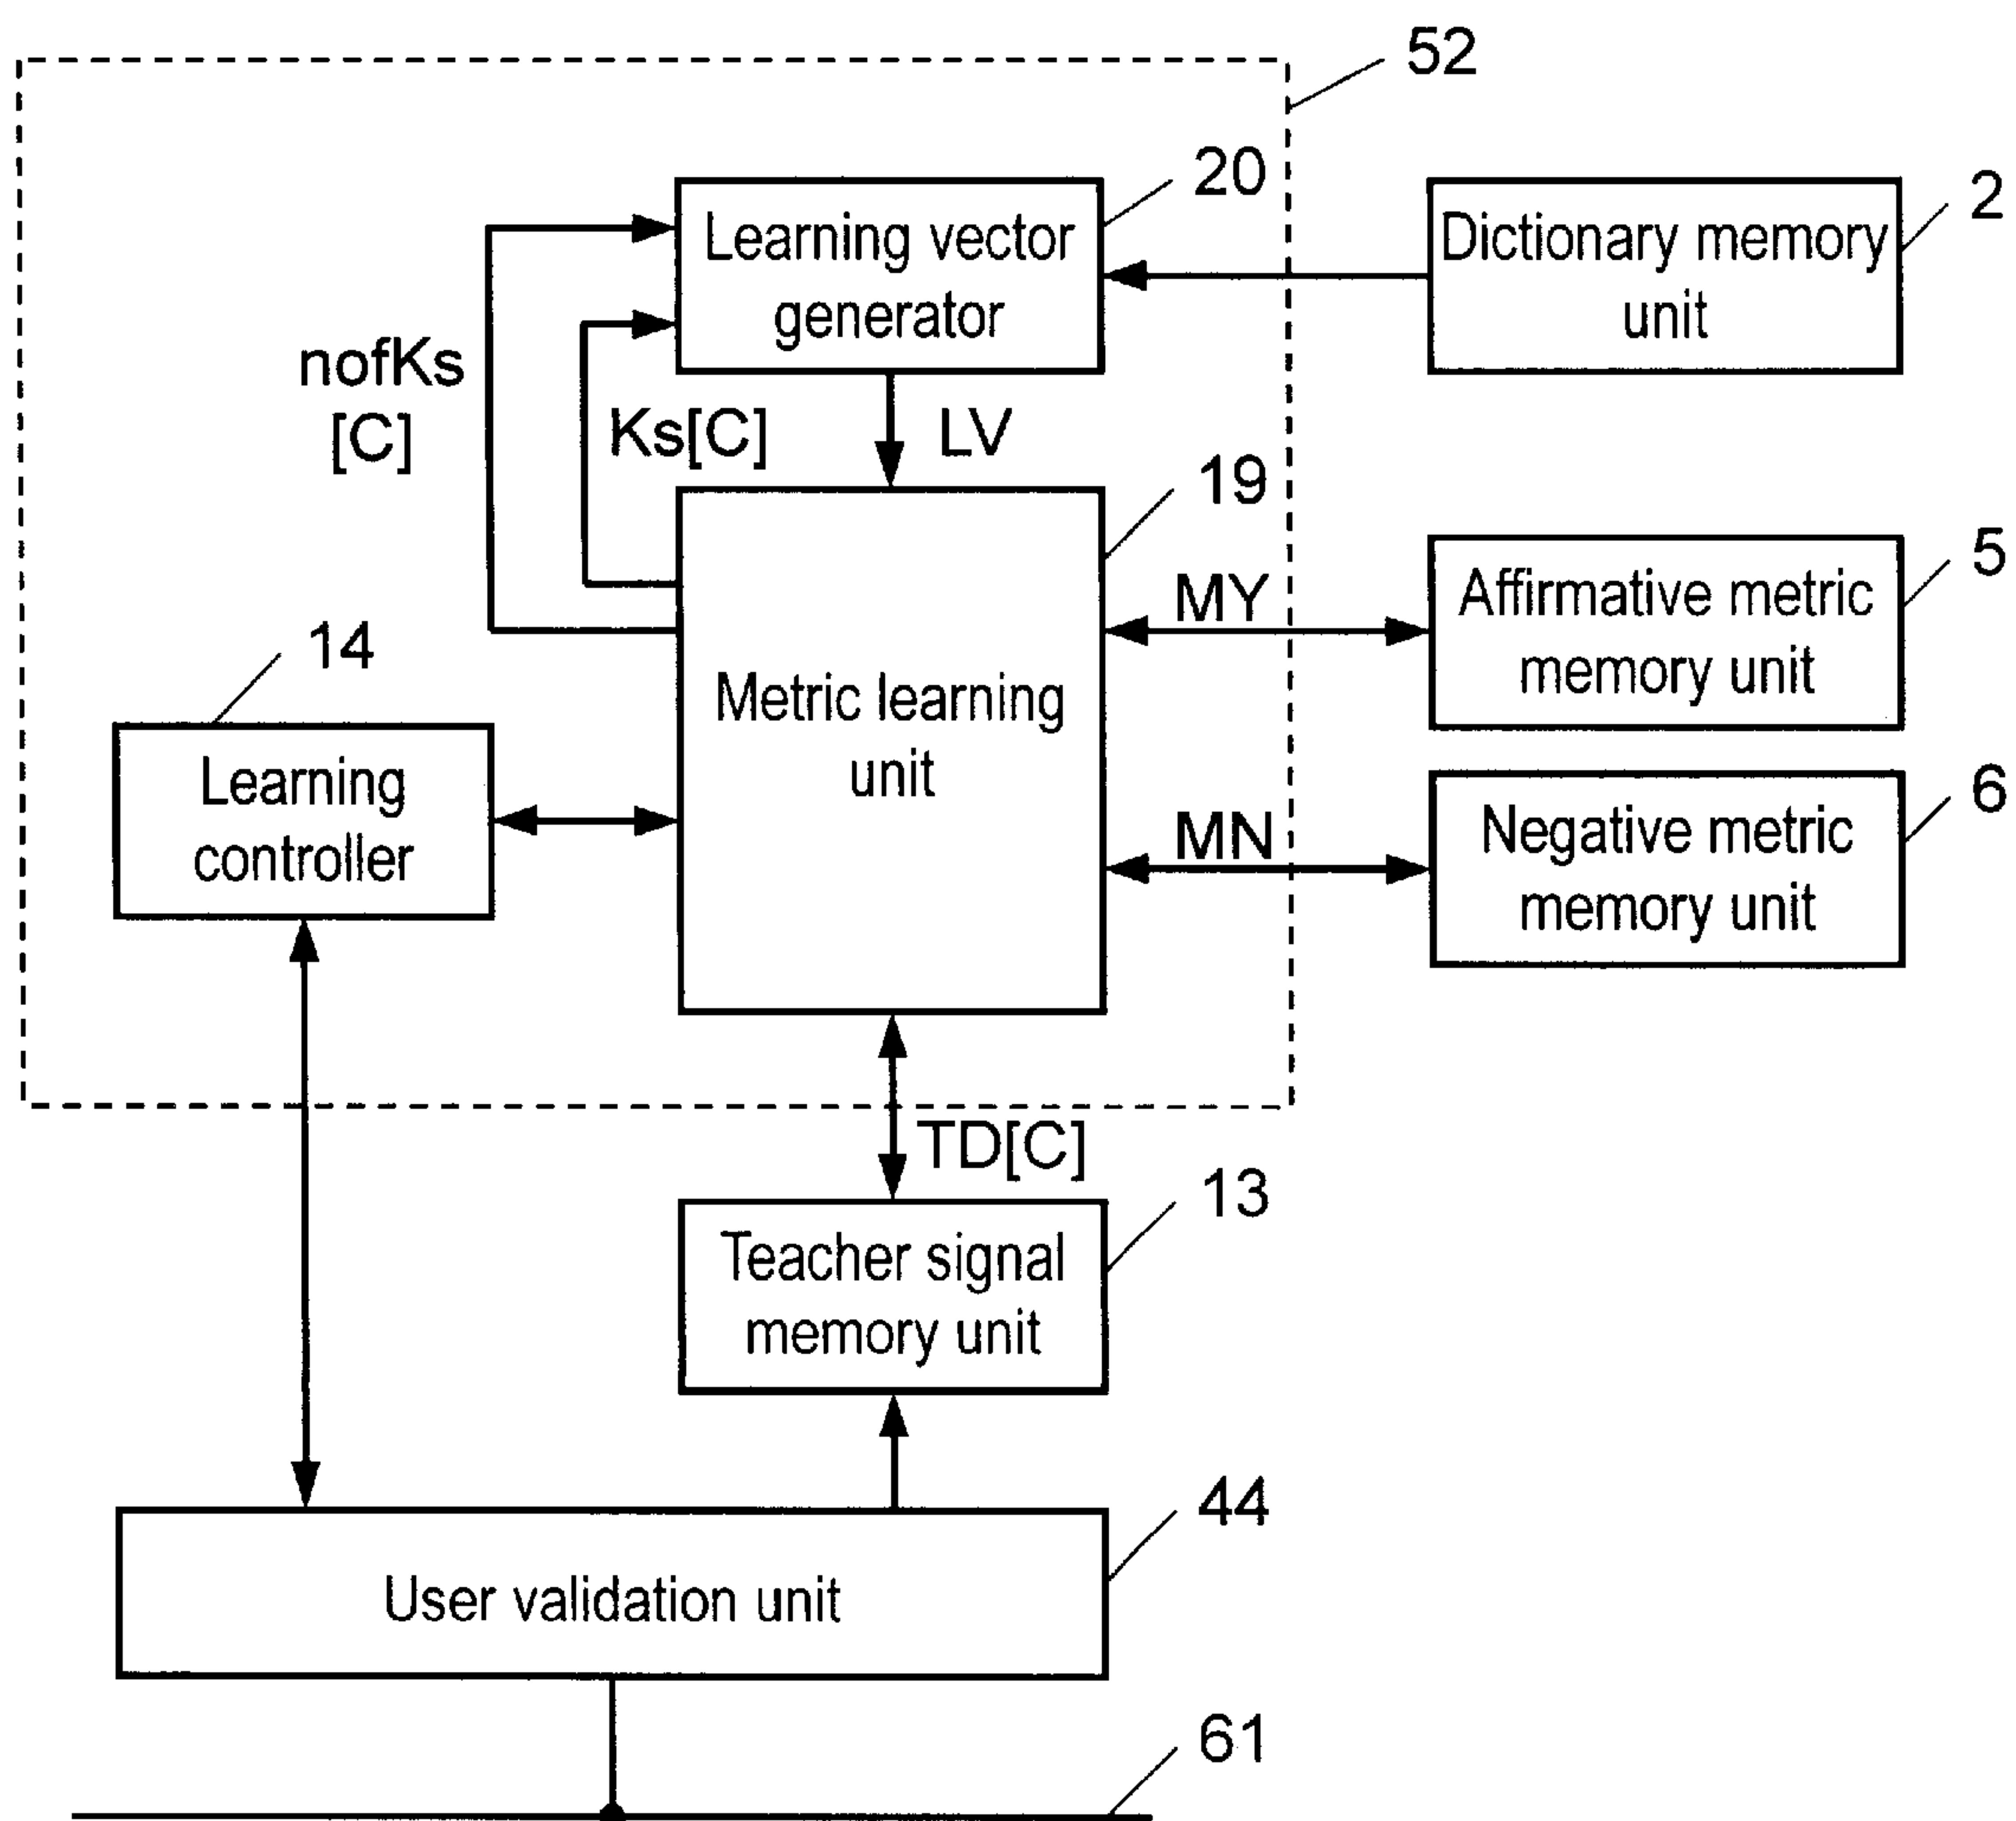 52
20
Learning vector
generator
Dictionary memory
unit
2
nofKs
[C]
Ks[C]
LV
19
MY
Affirmative metric
memory unit
5
14
Metric learning
unit
Learning
controller
MN
Negative metric
memory unit
6
TD[C]
13
Teacher signal
memory unit
44
User validation unit
61